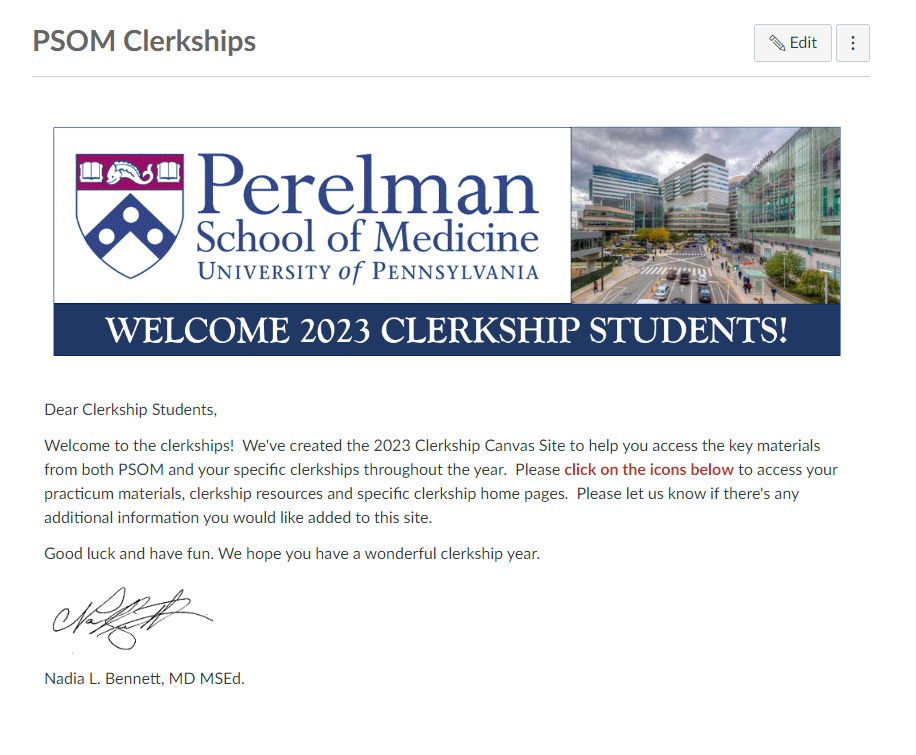 PSOM Clerkships
Edit
Perelman
School of Medicine
UNIVERSITY of PENNSYLVANIA
WELCOME 2023 CLERKSHIP STUDENTS!
Dear Clerkship Students,
Welcome to the clerkships!  We've created the 2023 Clerkship Canvas Site to help you access the key materials
from both PSOM and your specific clerkships throughout the year.  Please click on the icons below to access your
practicum materials, clerkship resources and specific clerkship home pages.  Please let us know if there's any
additional information you would like added to this site.
Good luck and have fun. We hope you have a wonderful clerkship year.
Nadia L. Bennett, MD MSEd.